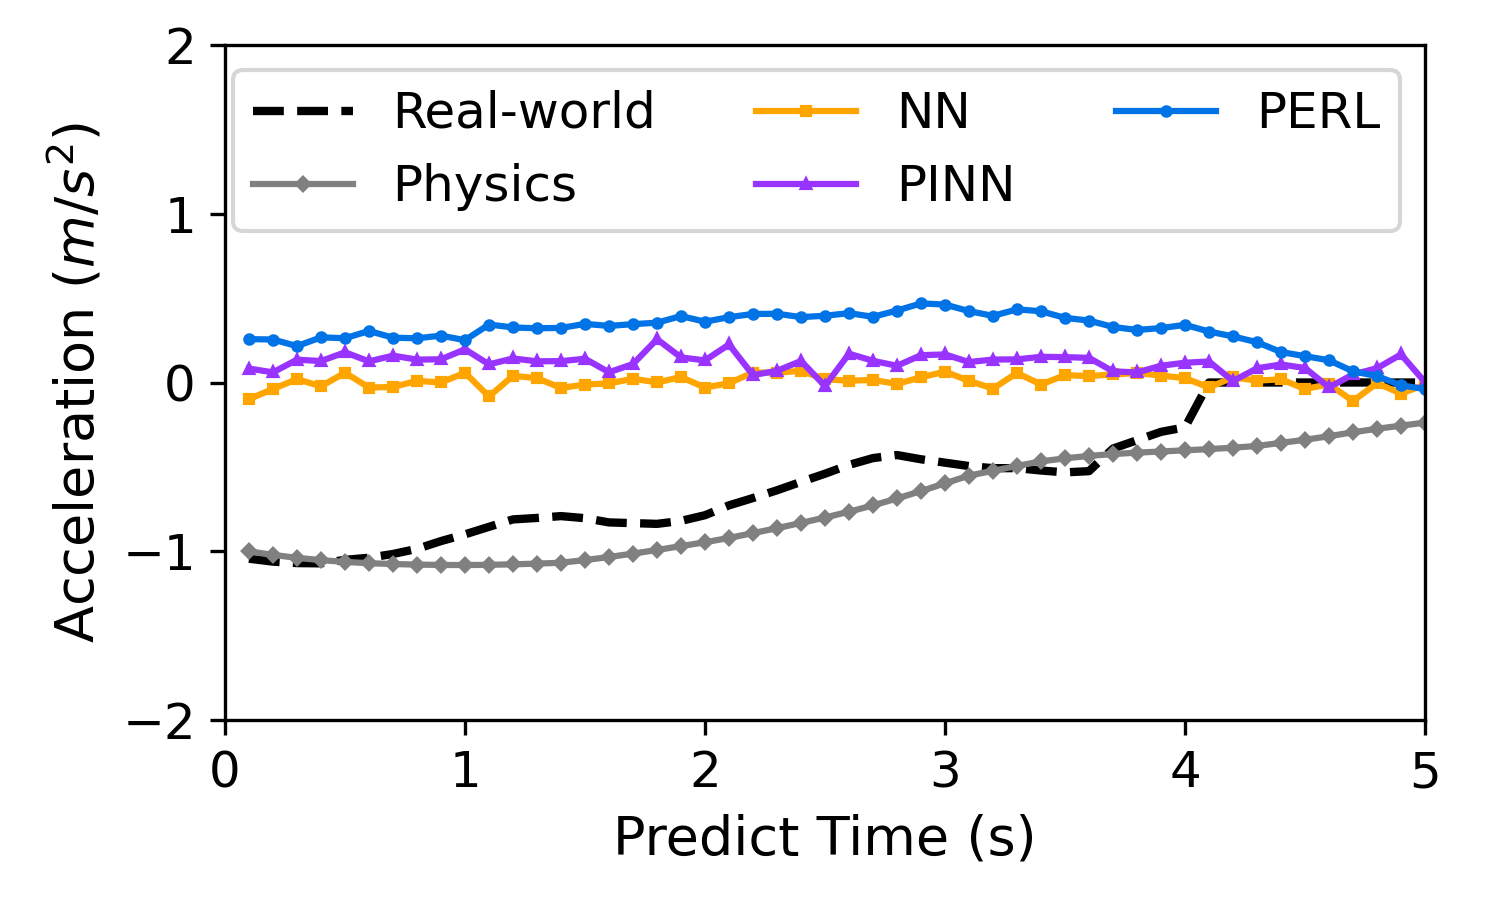 2
1
0
−1
−2
Acceleration (m/s²)
Real-world
Physics
NN
PINN
PERL
0 1 2 3 4 5
Predict Time (s)